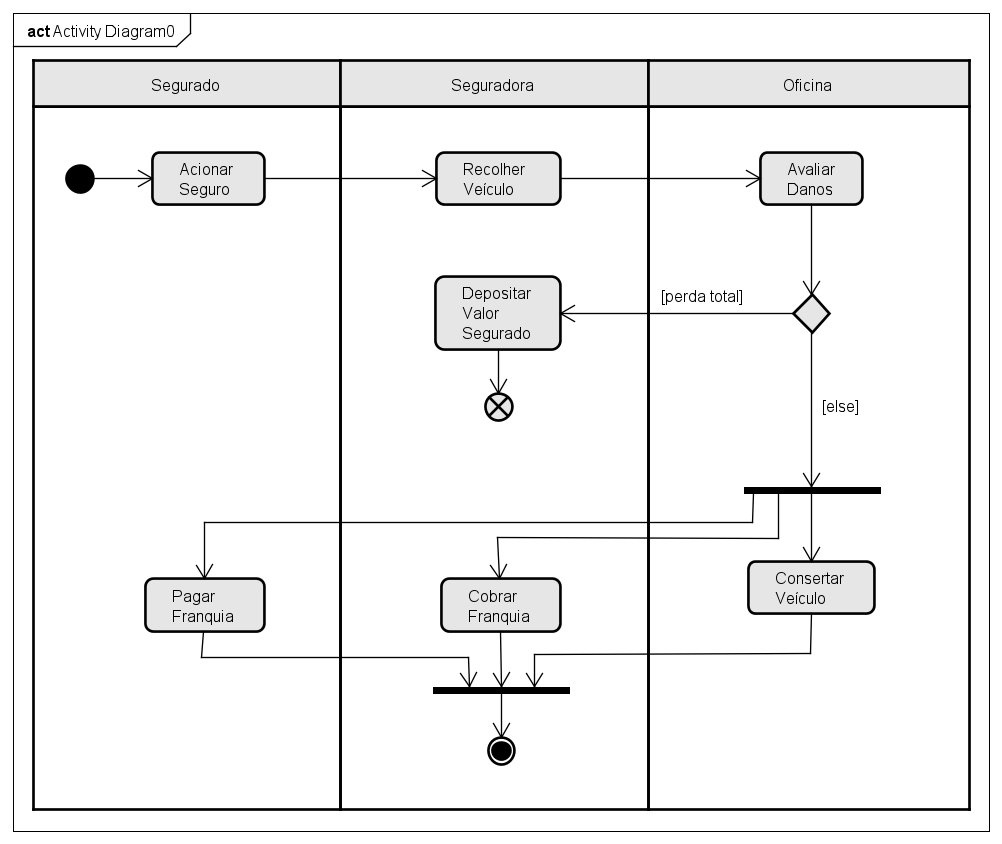 act Activity Diagram0
Segurado
Seguradora
Oficina
Acionar
Seguro
Recolher
Veículo
Avaliar
Danos
Depositar
Valor
Segurado
[perda total]
[else]
Pagar
Franquia
Cobrar
Franquia
Consertar
Veículo